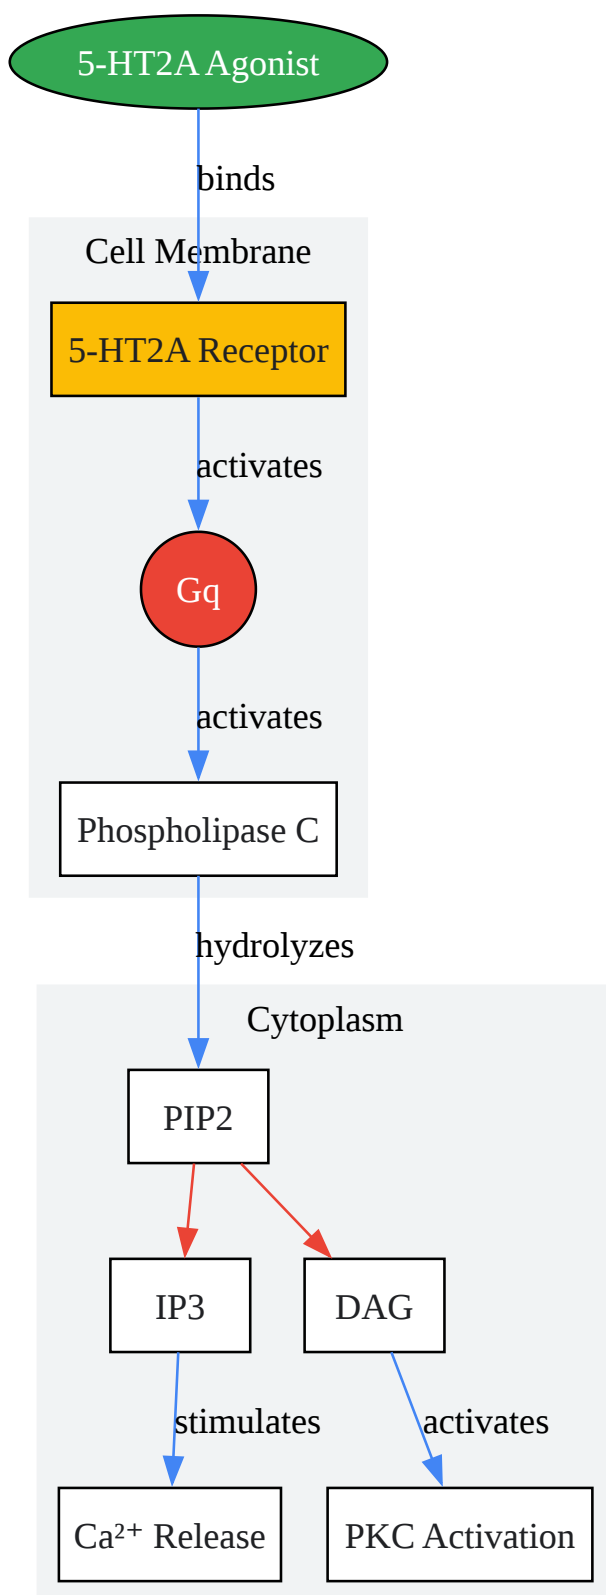 5-HT2A Agonist
binds
Cell Membrane
5-HT2A Receptor
activates
Gq
activates
Phospholipase C
hydrolyzes
Cytoplasm
PIP2
IP3
DAG
stimulates
activates
Ca²⁺ Release
PKC Activation